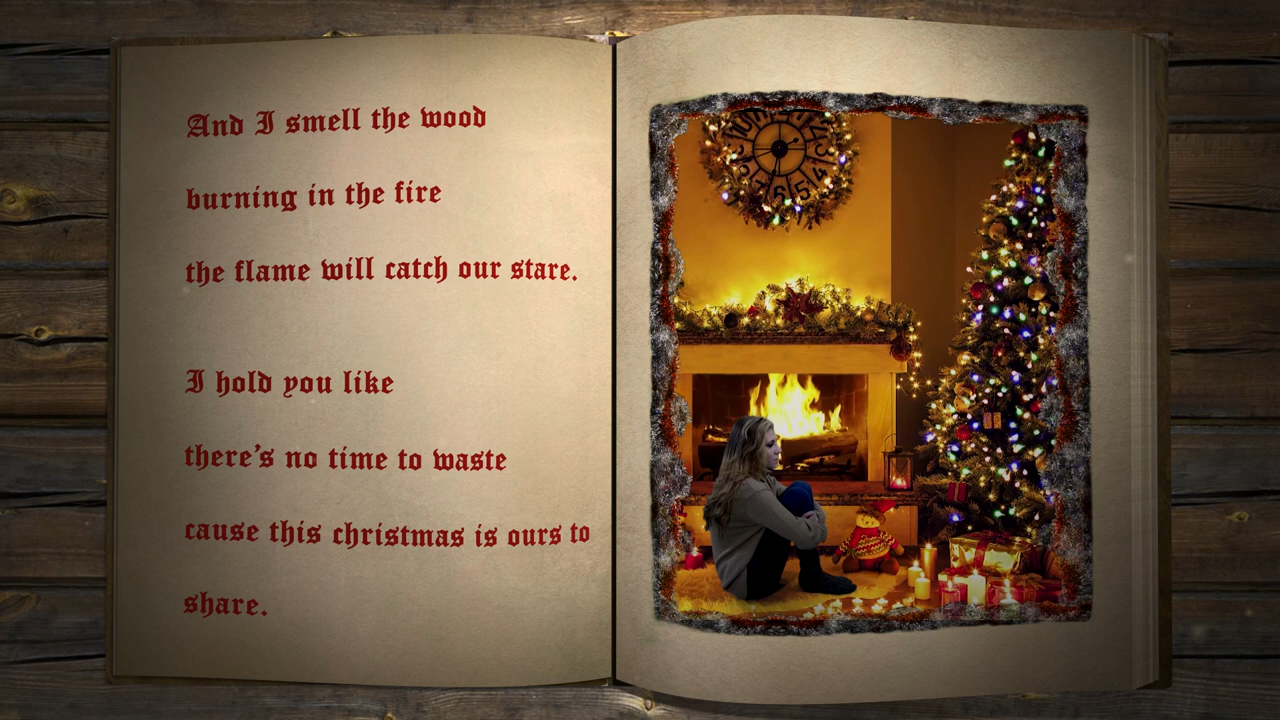 And I smell the wood
burning in the fire
the flame will catch our stare.
I hold you like
there's no time to waste
cause this christmas is ours to
share.